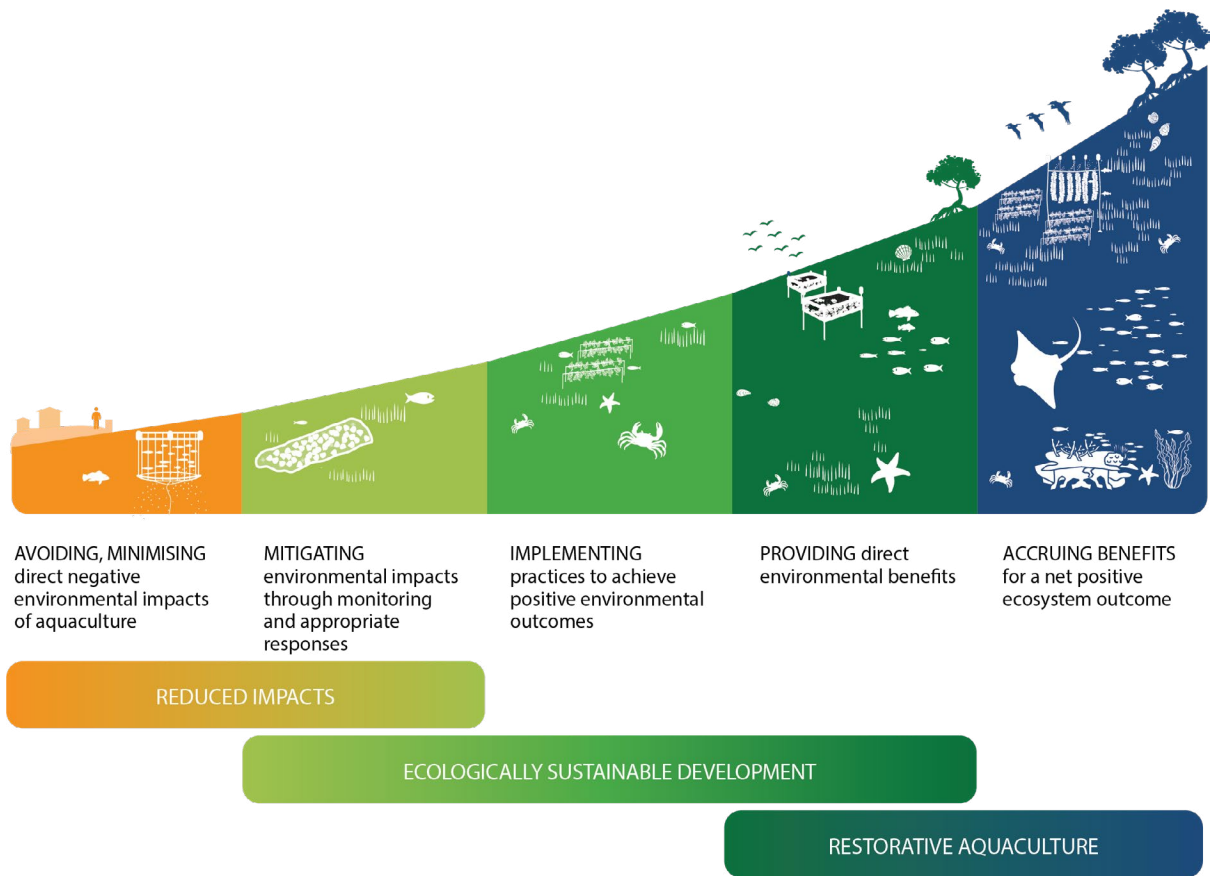 AVOIDING, MINIMISING
direct negative
environmental impacts
of aquaculture
MITIGATING
environmental impacts
through monitoring
and appropriate
responses
IMPLEMENTING
practices to achieve
positive environmental
outcomes
PROVIDING direct
environmental benefits
ACCRUING BENEFITS
for a net positive
ecosystem outcome
REDUCED IMPACTS
ECOLOGICALLY SUSTAINABLE DEVELOPMENT
RESTORATIVE AQUACULTURE